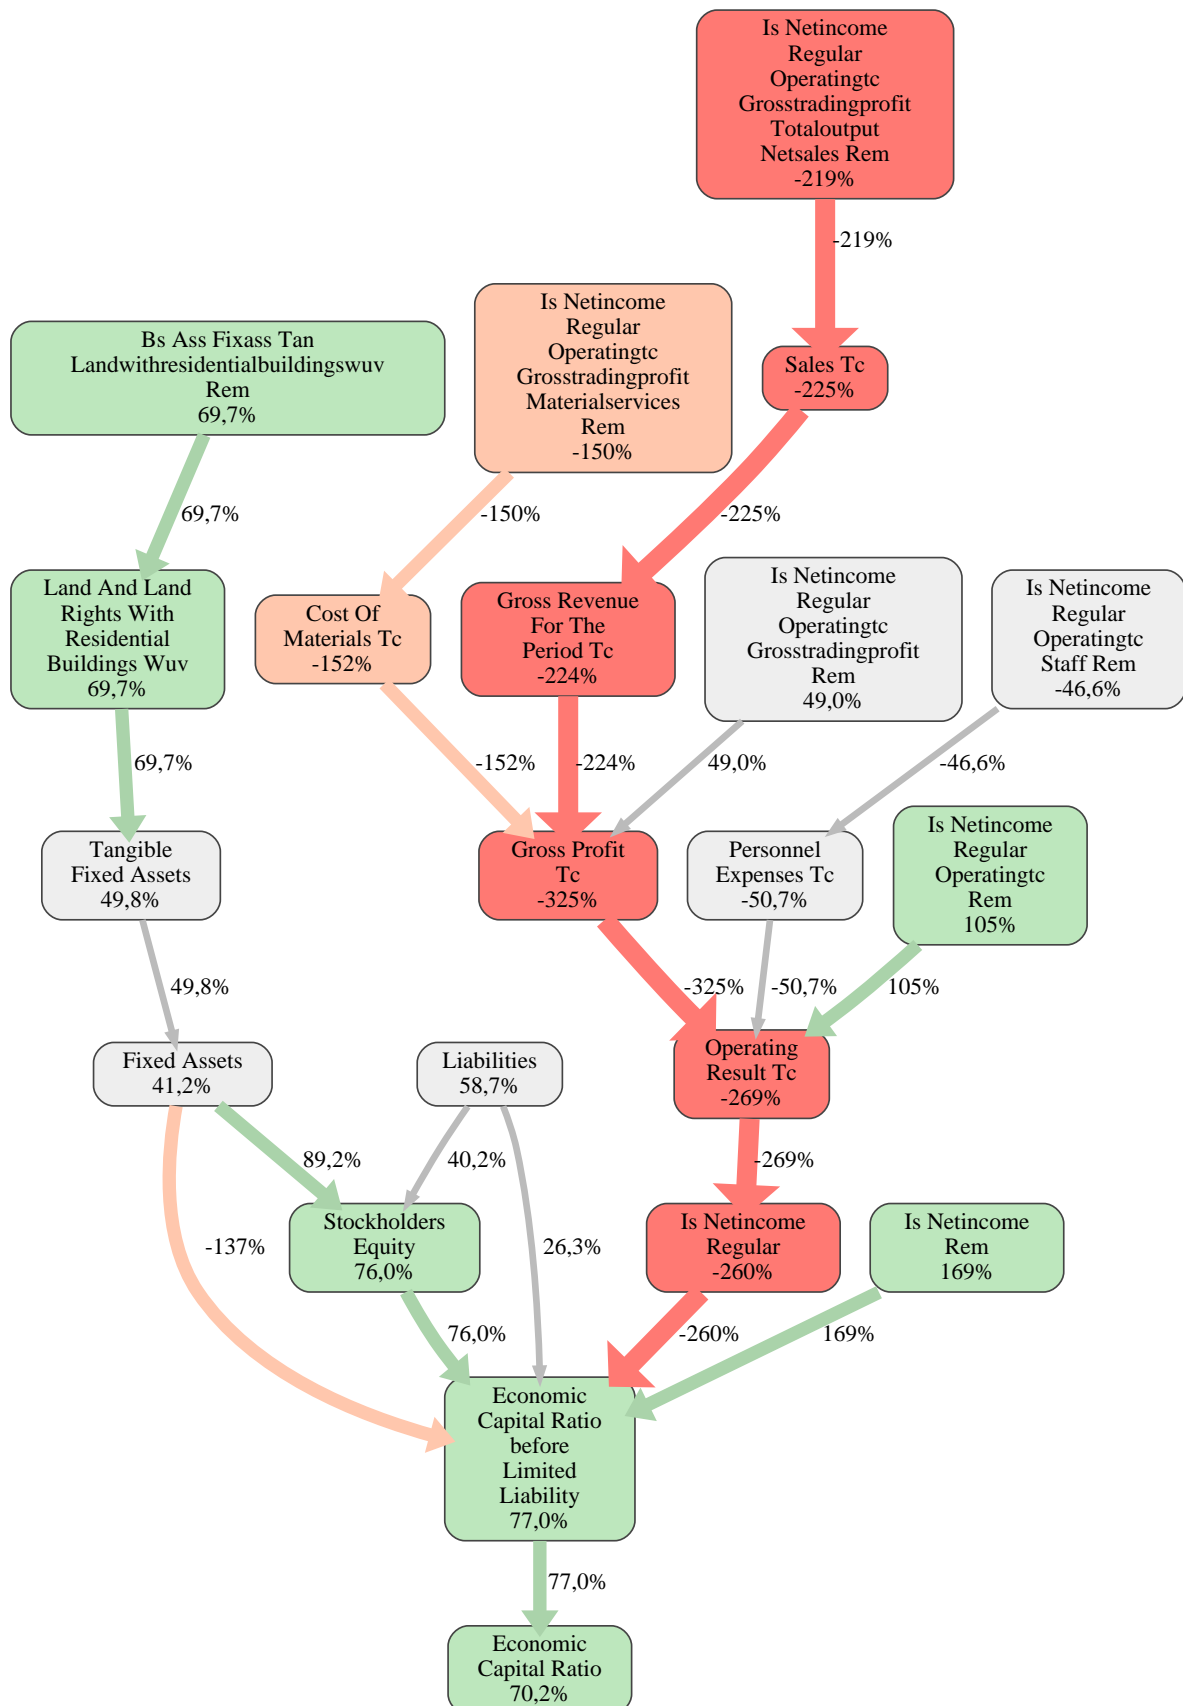 Is Netincome
Regular
Operatingtc
Grosstradingprofit
Totaloutput
Netsales Rem
-219%
-219%
Bs Ass Fixass Tan
Landwithresidentialbuildingswuv
Rem
69,7%
Is Netincome
Regular
Operatingtc
Grosstradingprofit
Materialservices
Rem
-150%
Sales Tc
-225%
69,7%
-150%
-225%
Land And Land
Rights With
Residential
Buildings Wuv
69,7%
Cost Of
Materials Tc
-152%
Gross Revenue
For The
Period Tc
-224%
Is Netincome
Regular
Operatingtc
Grosstradingprofit
Rem
49,0%
Is Netincome
Regular
Operatingtc
Staff Rem
-46,6%
69,7%
-152%
-224%
49,0%
-46,6%
Tangible
Fixed Assets
49,8%
Gross Profit
Tc
-325%
Personnel
Expenses Tc
-50,7%
Is Netincome
Regular
Operatingtc
Rem
105%
49,8%
-325%
-50,7%
105%
Fixed Assets
41,2%
Liabilities
58,7%
Operating
Result Tc
-269%
89,2%
40,2%
-269%
-137%
Stockholders
Equity
76,0%
26,3%
Is Netincome
Regular
-260%
Is Netincome
Rem
169%
76,0%
-260%
169%
Economic
Capital Ratio
before
Limited
Liability
77,0%
77,0%
Economic
Capital Ratio
70,2%